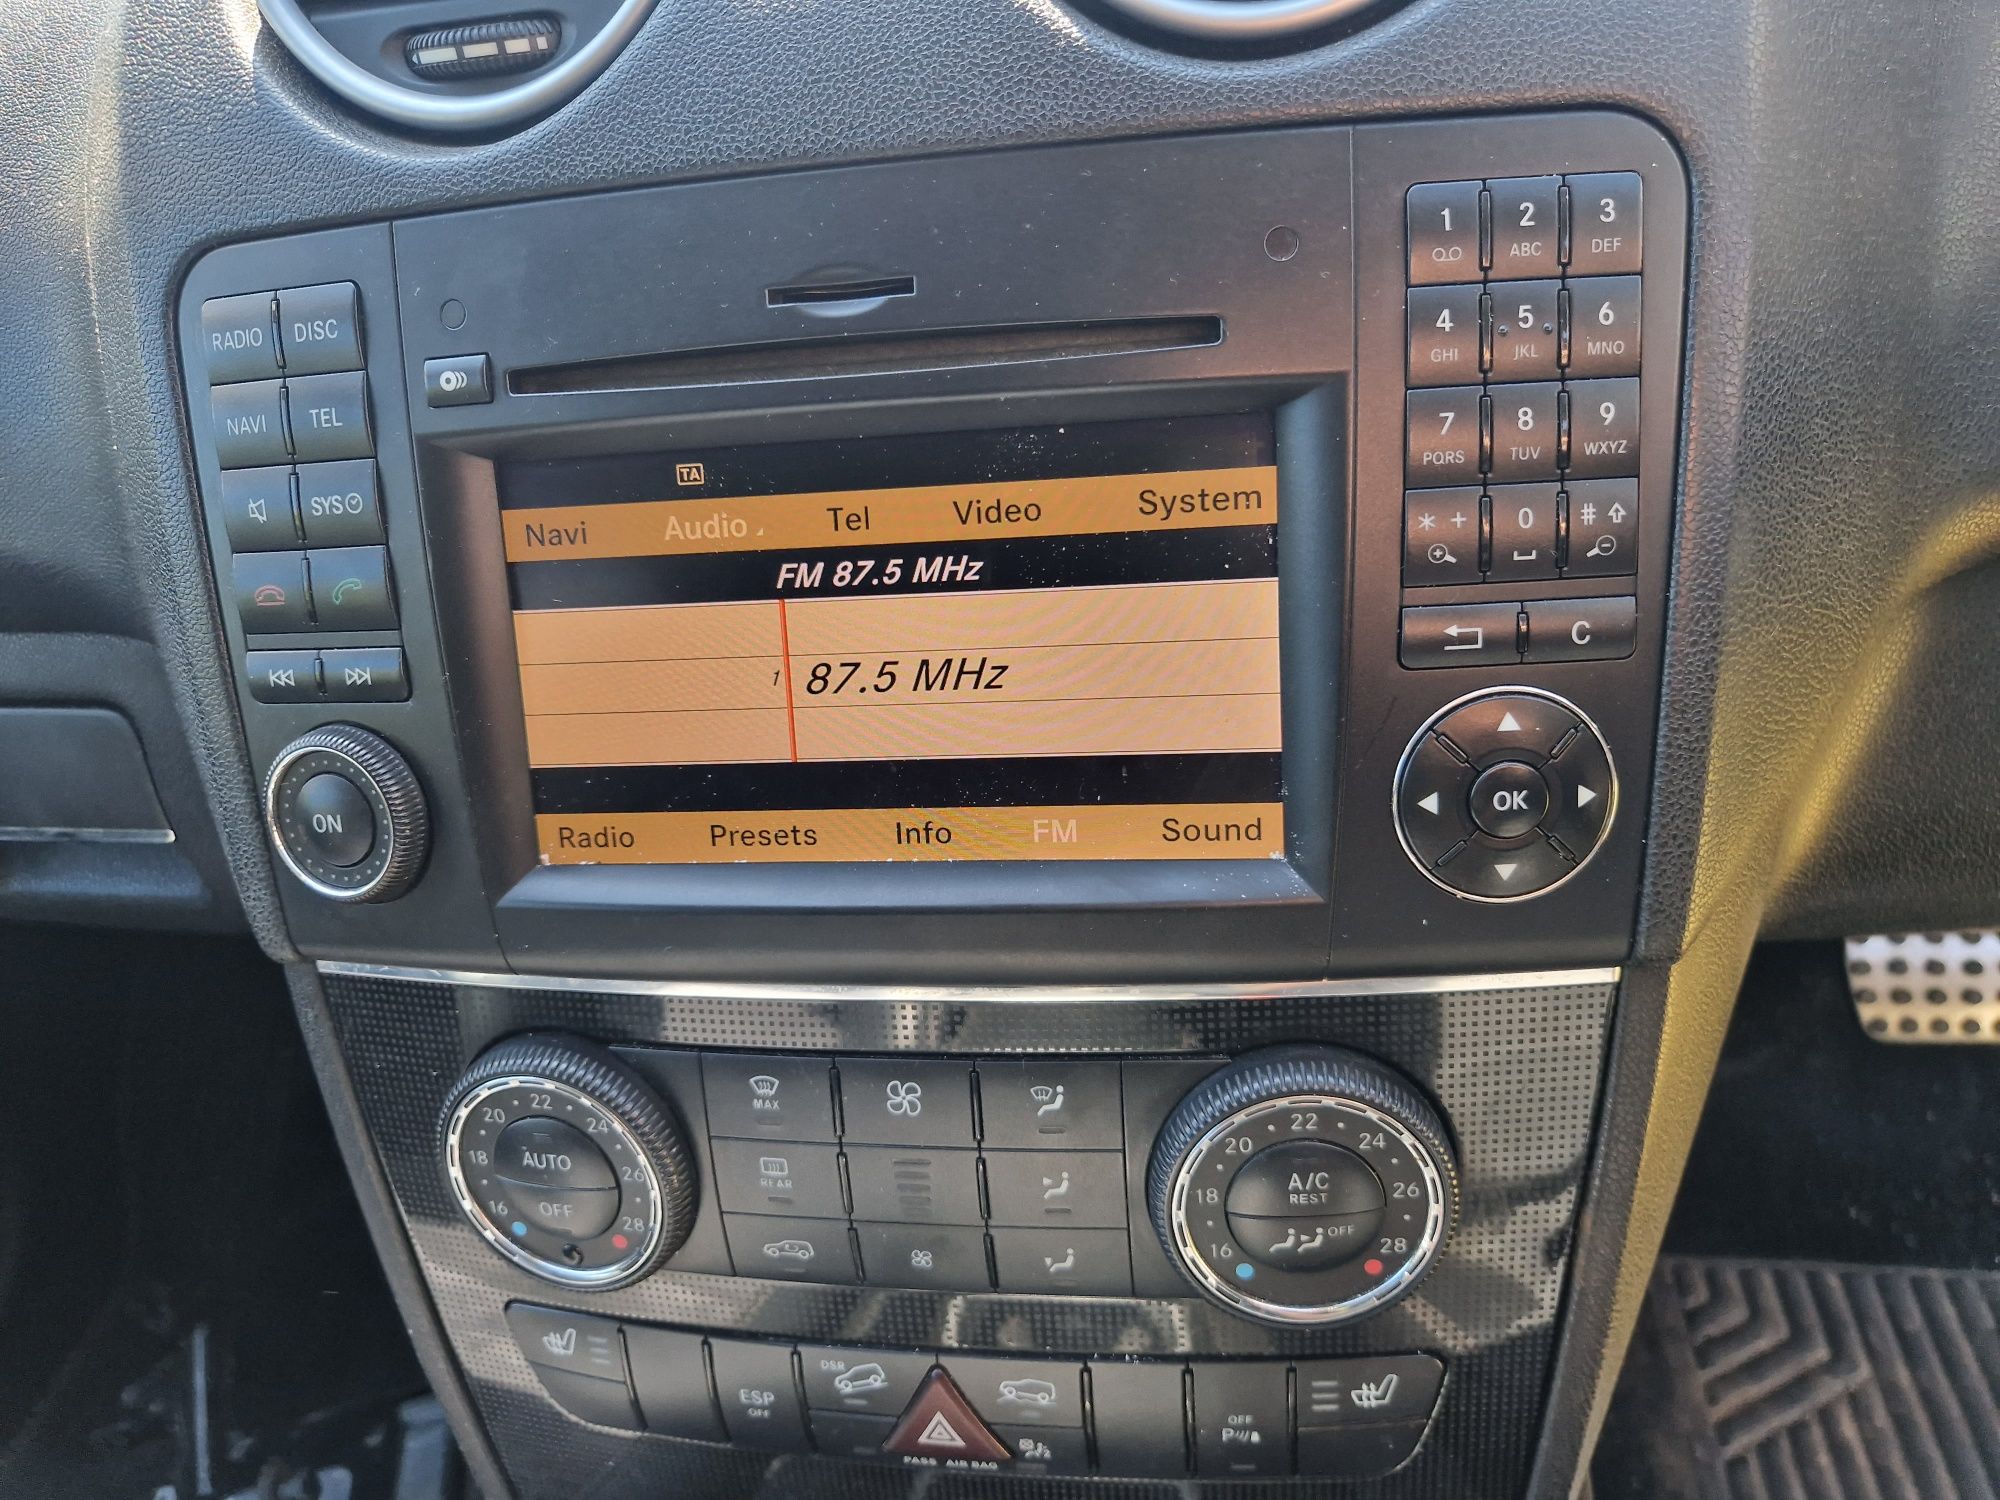 RADIO DISC
NAVI TEL
SYS
ON
TA
Navi Audio Tel Video System
FM 87.5 MHz
1 87.5 MHz
Radio Presets Info FM Sound
1 2 3
ABC DEF
4 5 6
GHI JKL MNO
7 8 9
PQRS TUV WXYZ
* + 0 #
C
OK
16 18 20 22 24 26 28
AUTO
OFF
MAX
REAR
16 18 20 22 24 26 28
A/C
REST
OFF
ESP
OFF
DSR
PASS AIR BAG
OFF
P